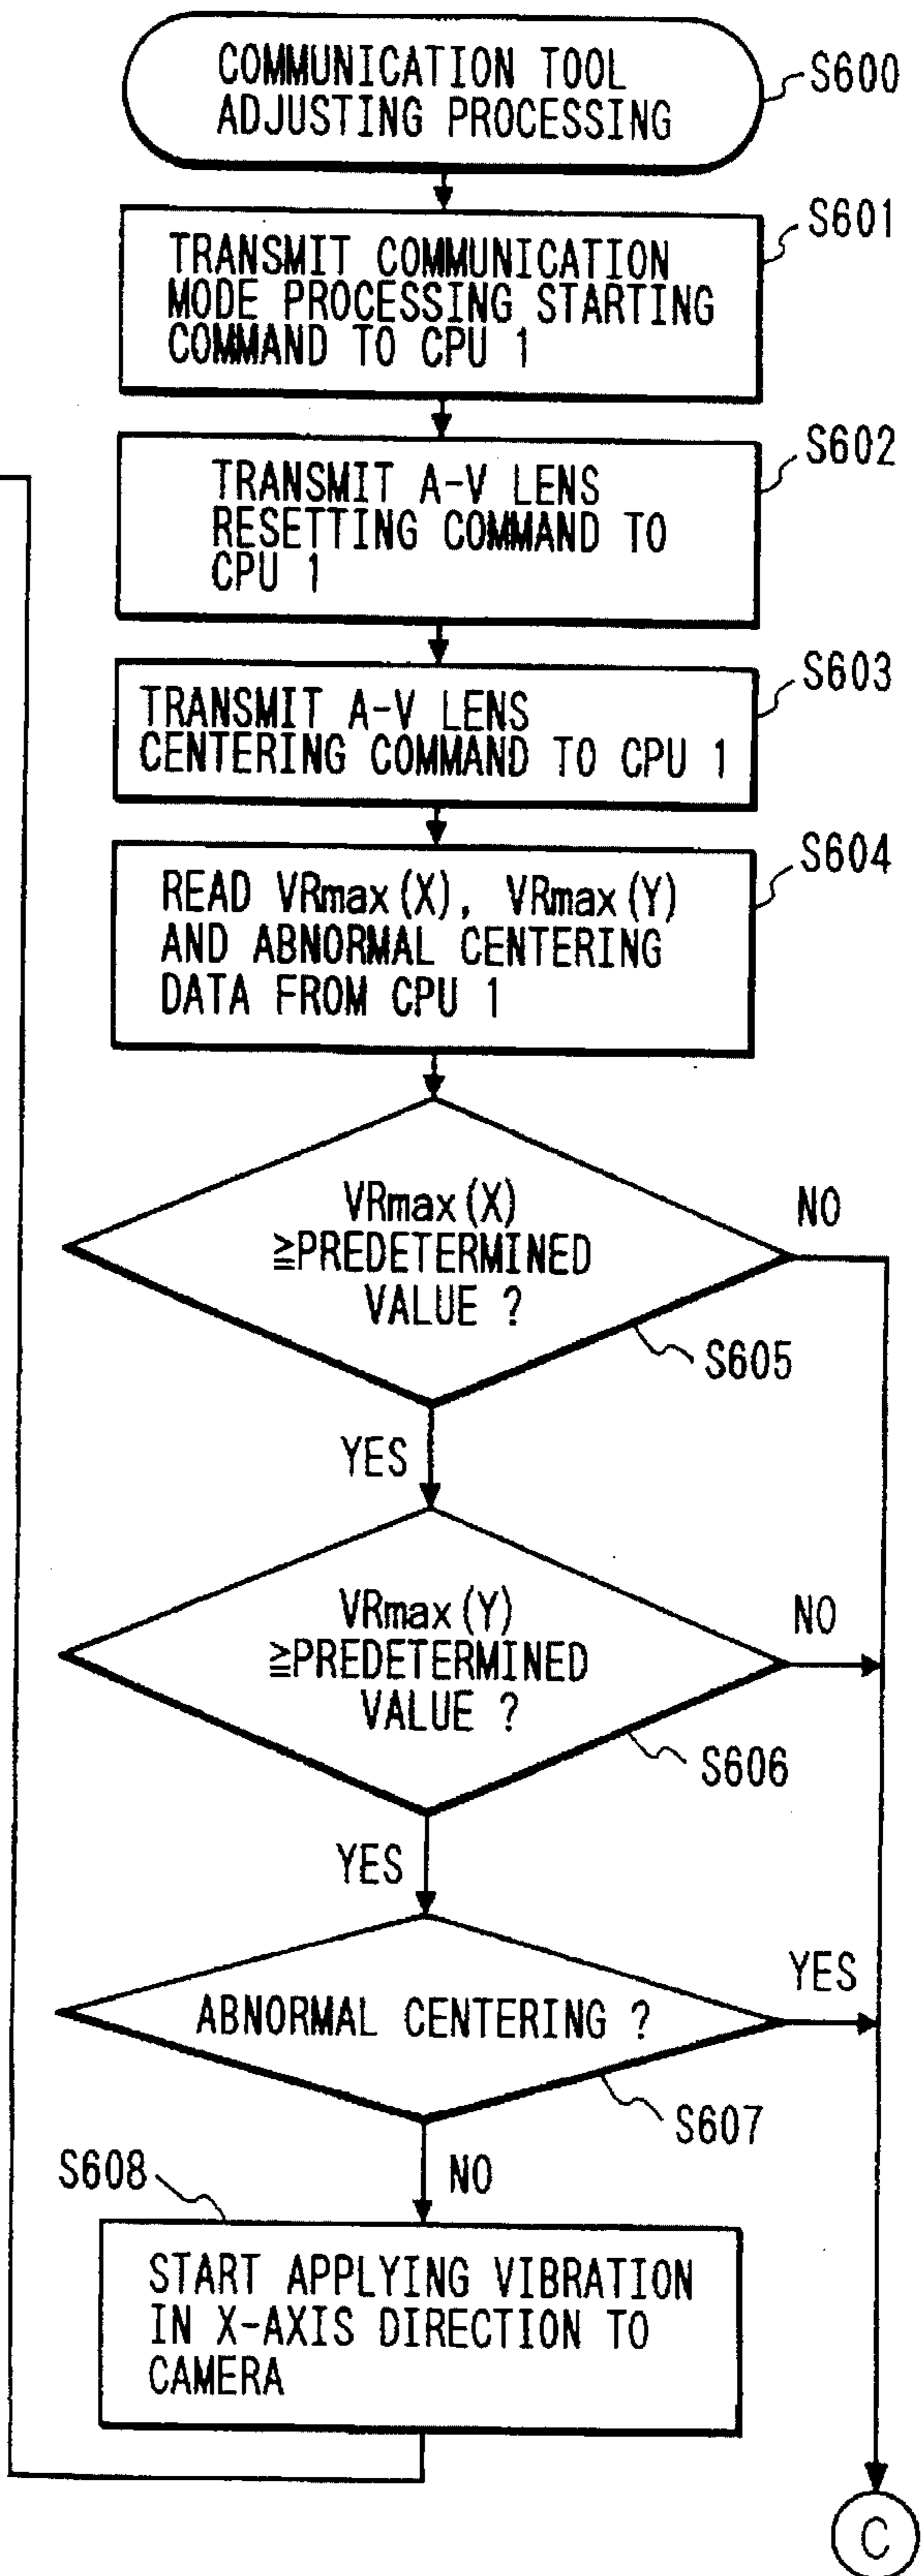 COMMUNICATION TOOL
ADJUSTING PROCESSING
S600
S601
TRANSMIT COMMUNICATION
MODE PROCESSING STARTING
COMMAND TO CPU 1
S602
TRANSMIT A-V LENS
RESETTING COMMAND TO
CPU 1
S603
TRANSMIT A-V LENS
CENTERING COMMAND TO CPU 1
S604
READ VRmax(X), VRmax(Y)
AND ABNORMAL CENTERING
DATA FROM CPU 1
VRmax(X)
≧PREDETERMINED
VALUE ?
NO
S605
YES
VRmax(Y)
≧PREDETERMINED
VALUE ?
NO
S606
YES
ABNORMAL CENTERING ?
YES
S607
NO
S608
START APPLYING VIBRATION
IN X-AXIS DIRECTION TO
CAMERA
C